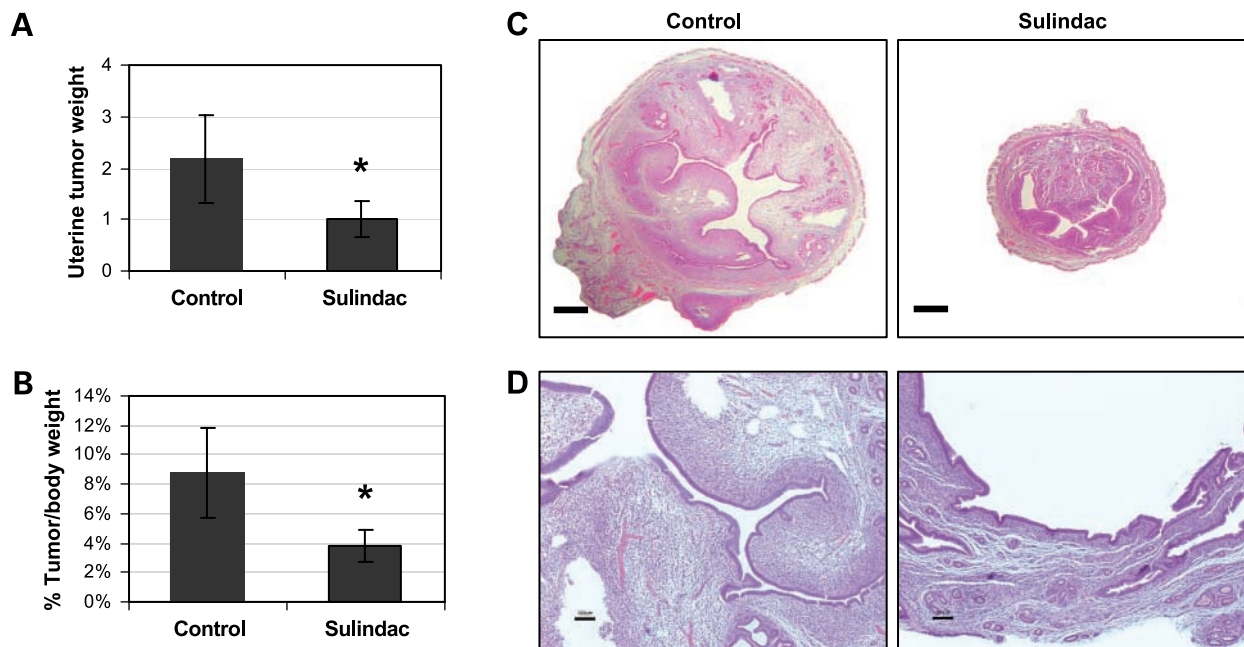 A
Uterine tumor weight
4
3
2
1
0
*
Control
Sulindac
B
% Tumor/body weight
14%
12%
10%
8%
6%
4%
2%
0%
*
Control
Sulindac
C
Control
Sulindac
D